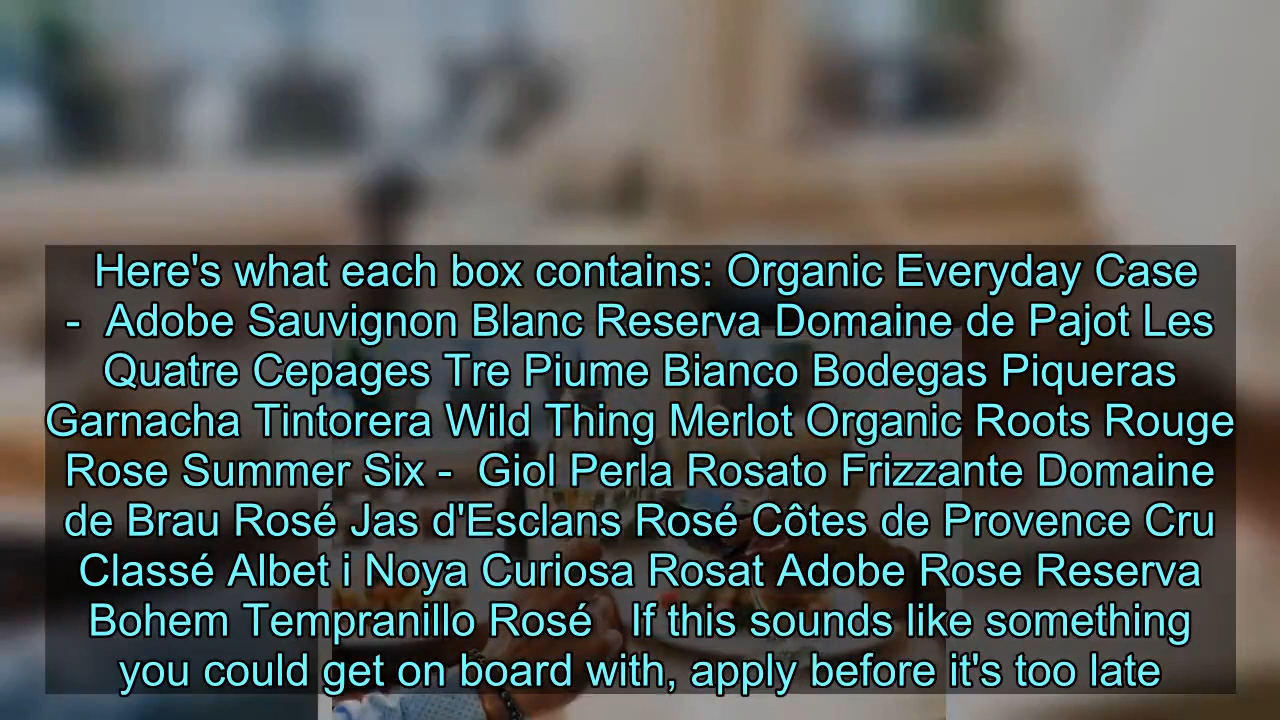 Here's what each box contains: Organic Everyday Case
-  Adobe Sauvignon Blanc Reserva Domaine de Pajot Les
Quatre Cepages Tre Piume Bianco Bodegas Piqueras
Garnacha Tintorera Wild Thing Merlot Organic Roots Rouge
Rose Summer Six -  Giol Perla Rosato Frizzante Domaine
de Brau Rosé Jas d'Esclans Rosé Côtes de Provence Cru
Classé Albet i Noya Curiosa Rosat Adobe Rose Reserva
Bohem Tempranillo Rosé   If this sounds like something
you could get on board with, apply before it's too late